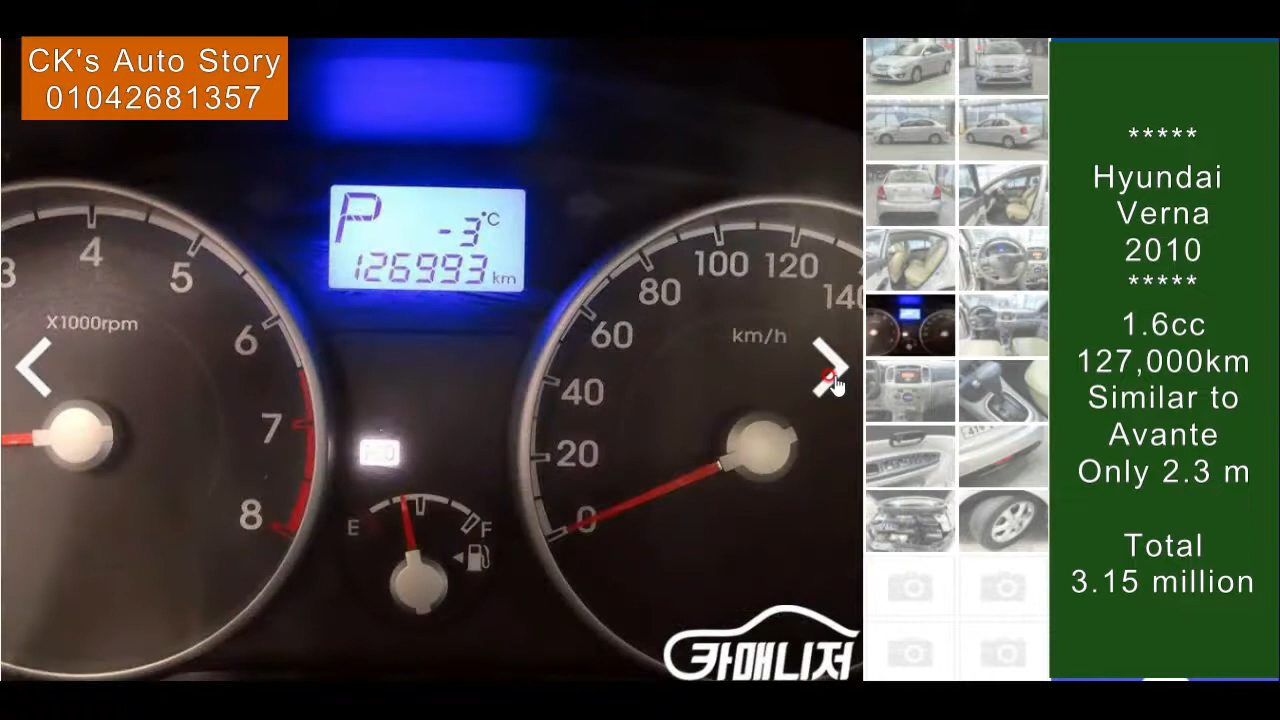 CK's Auto Story
01042681357
P
-3°C
126993 km
3
4
5
6
7
8
X1000rpm
0
20
40
60
80
100
120
140
km/h
E
F
카매니저
*****
Hyundai
Verna
2010
*****
1.6cc
127,000km
Similar to
Avante
Only 2.3 m
Total
3.15 million